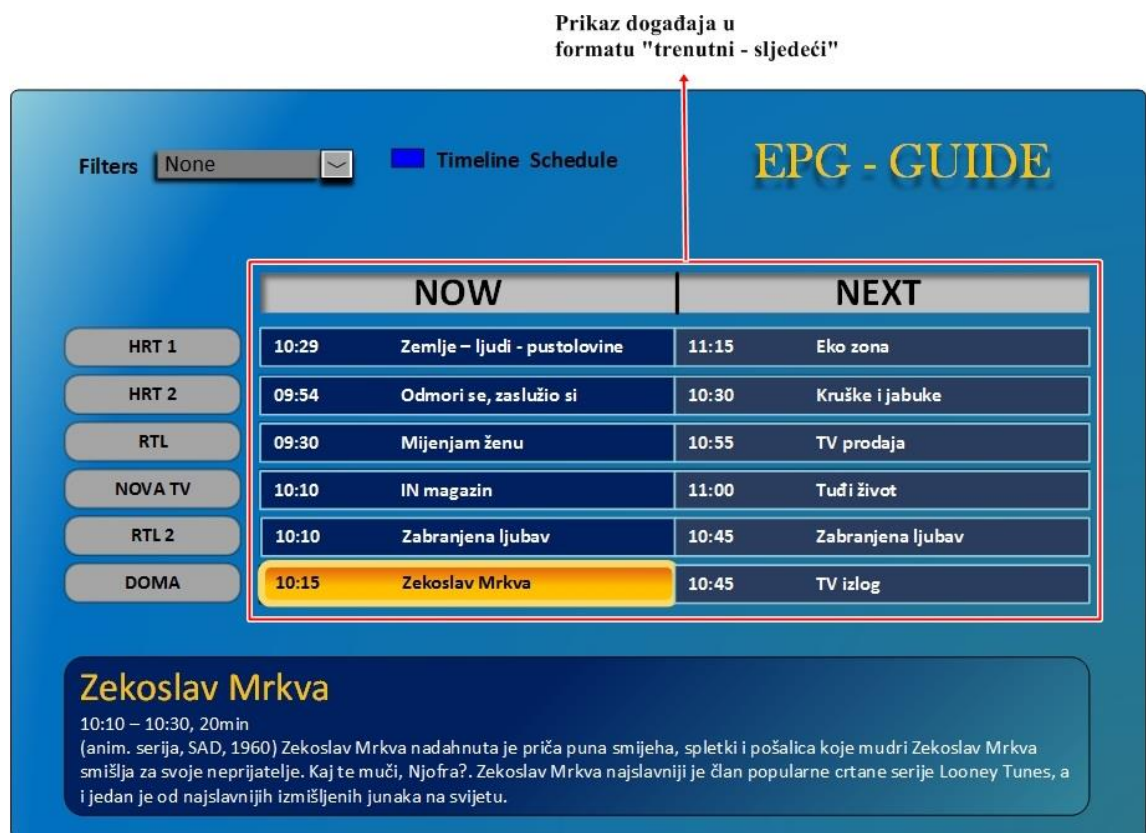 Prikaz događaja u
formatu "trenutni - sljedeći"
Filters None Timeline Schedule EPG - GUIDE
NOW NEXT
HRT 1 10:29 Zemlje – ljudi - pustolovine 11:15 Eko zona
HRT 2 09:54 Odmori se, zaslužio si 10:30 Kruške i jabuke
RTL 09:30 Mijenjam ženu 10:55 TV prodaja
NOVA TV 10:10 IN magazin 11:00 Tuđi život
RTL 2 10:10 Zabranjena ljubav 10:45 Zabranjena ljubav
DOMA 10:15 Zekoslav Mrkva 10:45 TV izlog
Zekoslav Mrkva
10:10 – 10:30, 20min
(anim. serija, SAD, 1960) Zekoslav Mrkva nadahnuta je priča puna smijeha, spletki i pošalica koje mudri Zekoslav Mrkva
smišlja za svoje neprijatelje. Kaj te muči, Njofra?. Zekoslav Mrkva najslavniji je član popularne crtane serije Looney Tunes, a
i jedan je od najslavnijih izmišljenih junaka na svijetu.